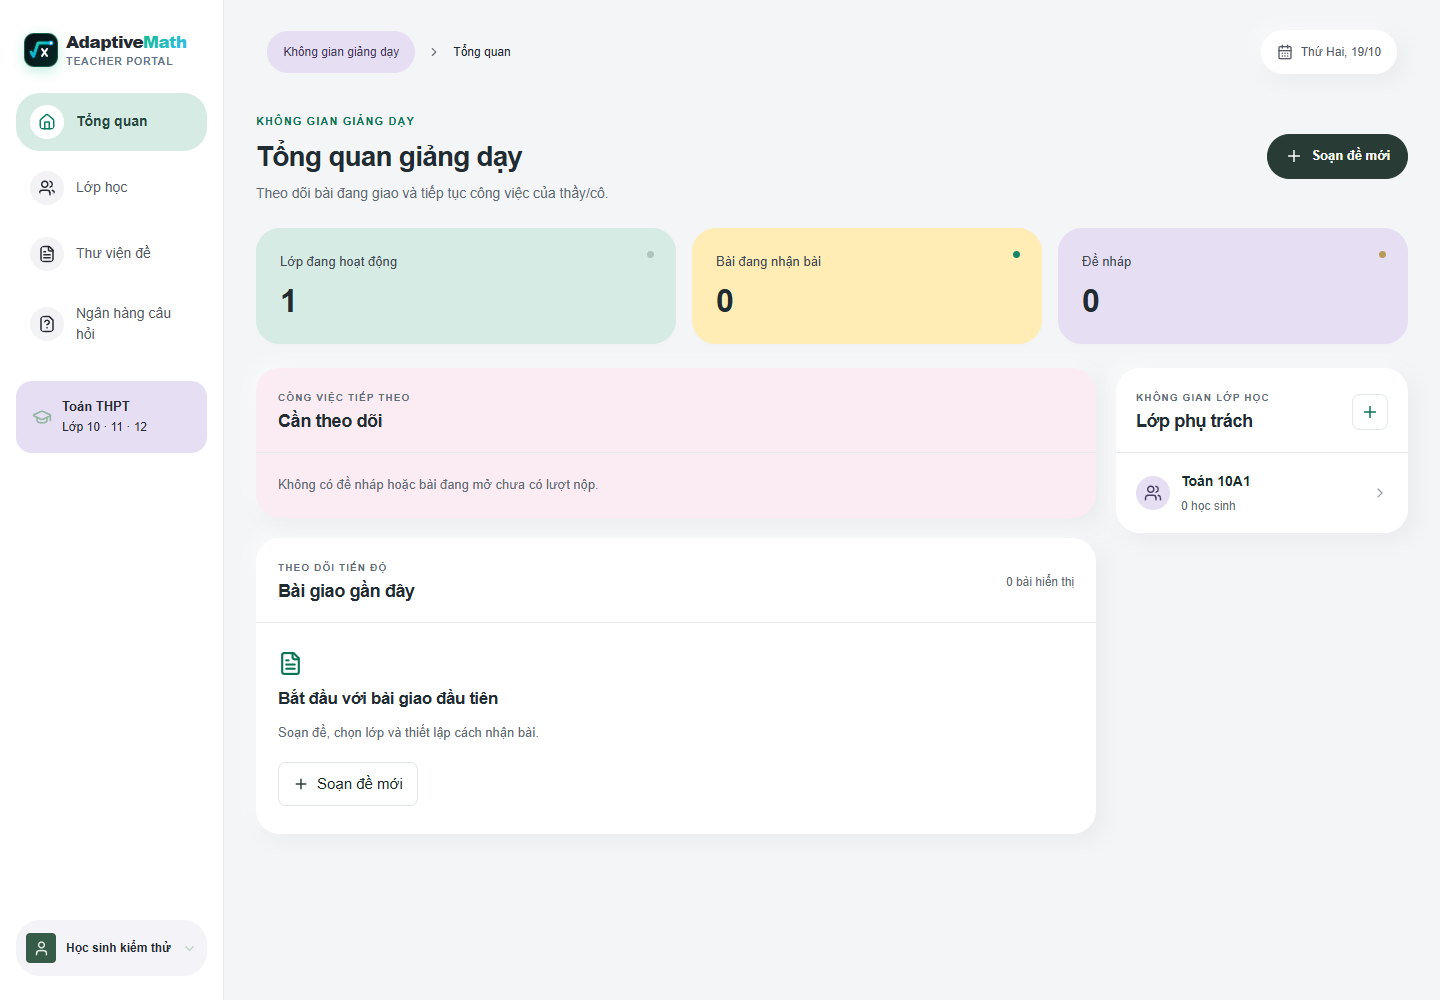 AdaptiveMath
TEACHER PORTAL
Tổng quan
Lớp học
Thư viện đề
Ngân hàng câu
hỏi
Toán THPT
Lớp 10 · 11 · 12
Học sinh kiểm thử
Không gian giảng dạy
Tổng quan
Thứ Hai, 19/10
KHÔNG GIAN GIẢNG DẠY
Tổng quan giảng dạy
Theo dõi bài đang giao và tiếp tục công việc của thầy/cô.
Soạn đề mới
Lớp đang hoạt động
1
Bài đang nhận bài
0
Đề nháp
0
CÔNG VIỆC TIẾP THEO
Cần theo dõi
Không có đề nháp hoặc bài đang mở chưa có lượt nộp.
KHÔNG GIAN LỚP HỌC
Lớp phụ trách
Toán 10A1
0 học sinh
THEO DÕI TIẾN ĐỘ
Bài giao gần đây
0 bài hiển thị
Bắt đầu với bài giao đầu tiên
Soạn đề, chọn lớp và thiết lập cách nhận bài.
Soạn đề mới